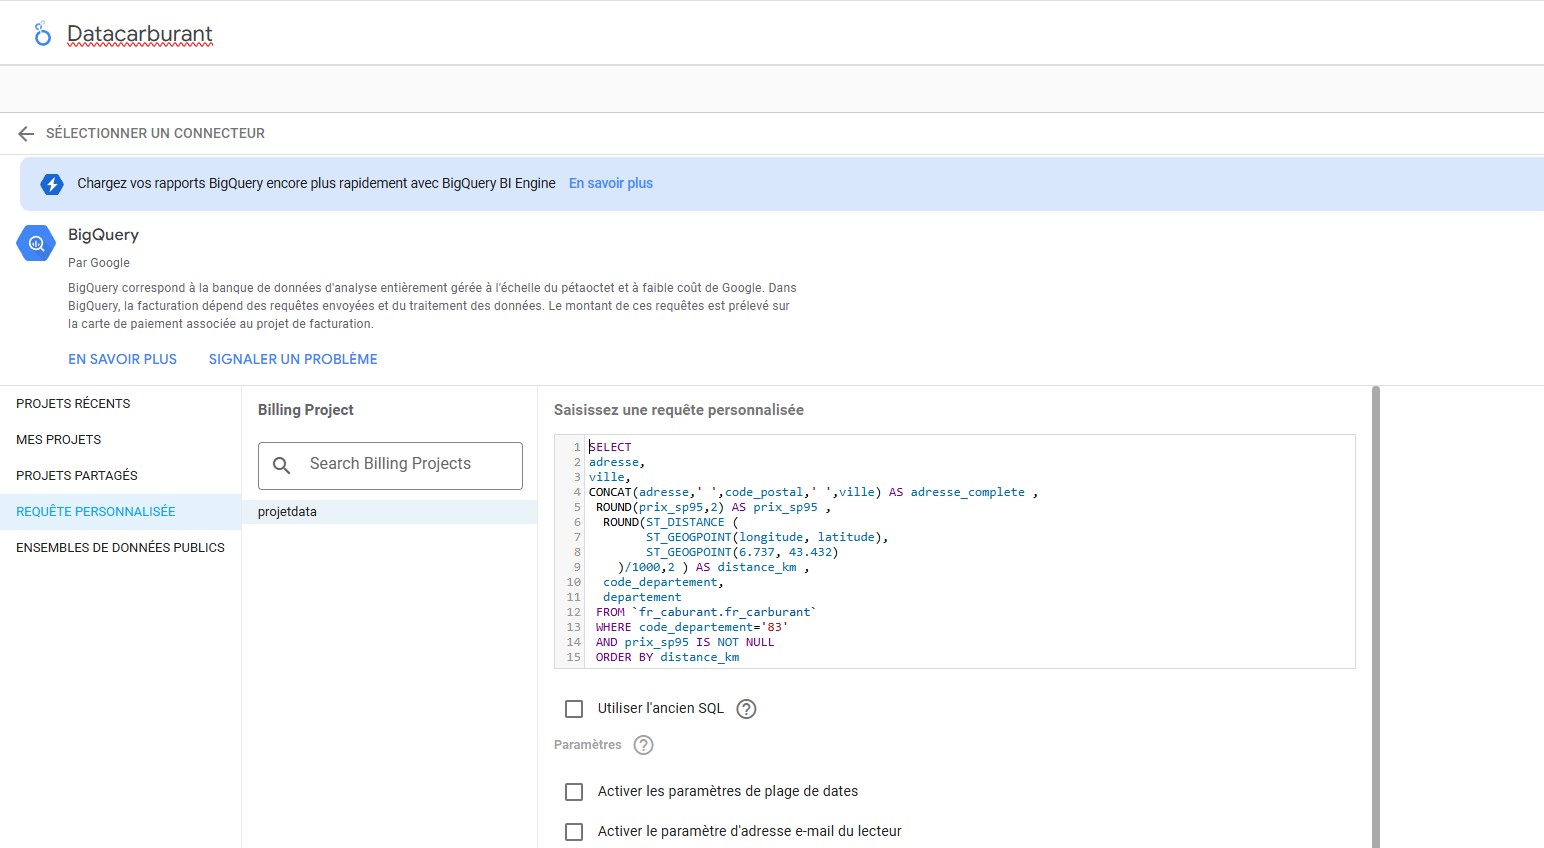 Datacarburant
SÉLECTIONNER UN CONNECTEUR
Chargez vos rapports BigQuery encore plus rapidement avec BigQuery BI Engine En savoir plus
BigQuery
Par Google
BigQuery correspond à la banque de données d'analyse entièrement gérée à l'échelle du pétaoctet et à faible coût de Google. Dans
BigQuery, la facturation dépend des requêtes envoyées et du traitement des données. Le montant de ces requêtes est prélevé sur
la carte de paiement associée au projet de facturation.
EN SAVOIR PLUS SIGNALER UN PROBLÈME
PROJETS RÉCENTS
MES PROJETS
PROJETS PARTAGÉS
REQUÊTE PERSONNALISÉE
ENSEMBLES DE DONNÉES PUBLICS
Billing Project
Search Billing Projects
projetdata
Saisissez une requête personnalisée
1 SELECT
2 adresse,
3 ville,
4 CONCAT(adresse,' ',code_postal,' ',ville) AS adresse_complete ,
5 ROUND(prix_sp95,2) AS prix_sp95 ,
6 ROUND(ST_DISTANCE (
7 ST_GEOGPOINT(longitude, latitude),
8 ST_GEOGPOINT(6.737, 43.432)
9 )/1000,2 ) AS distance_km ,
10 code_departement,
11 departement
12 FROM `fr_caburant.fr_carburant`
13 WHERE code_departement='83'
14 AND prix_sp95 IS NOT NULL
15 ORDER BY distance_km
Utiliser l'ancien SQL ?
Paramètres ?
Activer les paramètres de plage de dates
Activer le paramètre d'adresse e-mail du lecteur